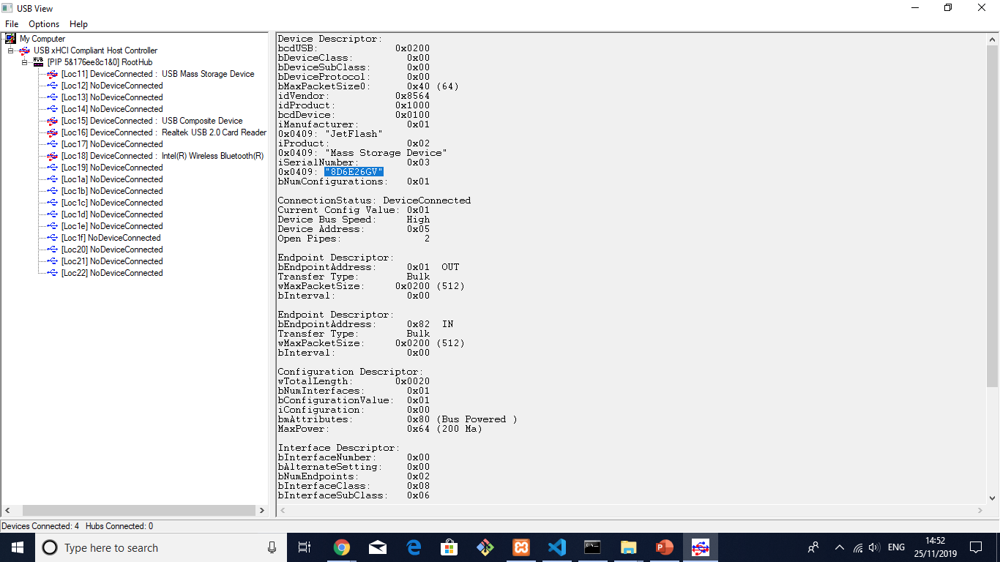 USB View
File Options Help
My Computer
USB xHCI Compliant Host Controller
HUB [PIP 5&176ee8c1&0] RootHub
[Loc11] DeviceConnected : USB Mass Storage Device
[Loc12] NoDeviceConnected
[Loc13] NoDeviceConnected
[Loc14] NoDeviceConnected
[Loc15] DeviceConnected : USB Composite Device
[Loc16] DeviceConnected : Realtek USB 2.0 Card Reader
[Loc17] NoDeviceConnected
[Loc18] DeviceConnected : Intel(R) Wireless Bluetooth(R)
[Loc19] NoDeviceConnected
[Loc1a] NoDeviceConnected
[Loc1b] NoDeviceConnected
[Loc1c] NoDeviceConnected
[Loc1d] NoDeviceConnected
[Loc1e] NoDeviceConnected
[Loc1f] NoDeviceConnected
[Loc20] NoDeviceConnected
[Loc21] NoDeviceConnected
[Loc22] NoDeviceConnected
Device Descriptor:
bcdUSB: 0x0200
bDeviceClass: 0x00
bDeviceSubClass: 0x00
bDeviceProtocol: 0x00
bMaxPacketSize0: 0x40 (64)
idVendor: 0x8564
idProduct: 0x1000
bcdDevice: 0x0100
iManufacturer: 0x01
0x0409: "JetFlash"
iProduct: 0x02
0x0409: "Mass Storage Device"
iSerialNumber: 0x03
0x0409: "8D6E26GV"
bNumConfigurations: 0x01
ConnectionStatus: DeviceConnected
Current Config Value: 0x01
Device Bus Speed: High
Device Address: 0x05
Open Pipes: 2
Endpoint Descriptor:
bEndpointAddress: 0x01 OUT
Transfer Type: Bulk
wMaxPacketSize: 0x0200 (512)
bInterval: 0x00
Endpoint Descriptor:
bEndpointAddress: 0x82 IN
Transfer Type: Bulk
wMaxPacketSize: 0x0200 (512)
bInterval: 0x00
Configuration Descriptor:
wTotalLength: 0x0020
bNumInterfaces: 0x01
bConfigurationValue: 0x01
iConfiguration: 0x00
bmAttributes: 0x80 (Bus Powered )
MaxPower: 0x64 (200 Ma)
Interface Descriptor:
bInterfaceNumber: 0x00
bAlternateSetting: 0x00
bNumEndpoints: 0x02
bInterfaceClass: 0x08
bInterfaceSubClass: 0x06
Devices Connected: 4 Hubs Connected: 0
Type here to search
ENG
14:52
25/11/2019